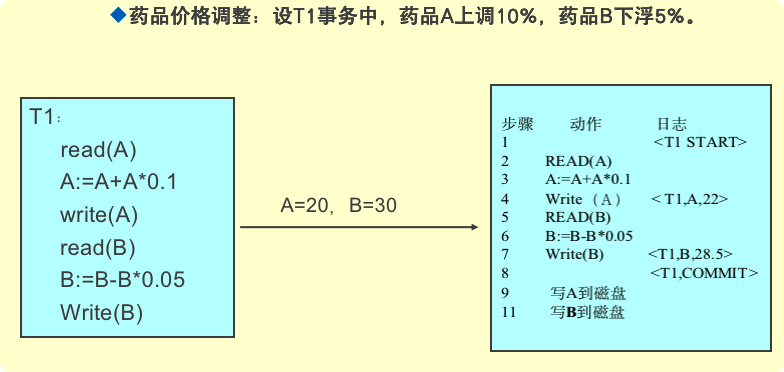 ◆药品价格调整：设T1事务中，药品A上调10%，药品B下浮5%。
T1:
read(A)
A:=A+A*0.1
write(A)
read(B)
B:=B-B*0.05
Write(B)
A=20，B=30
步骤 动作 日志
1 <T1 START>
2 READ(A)
3 A:=A+A*0.1
4 Write（A） < T1,A,22>
5 READ(B)
6 B:=B-B*0.05
7 Write(B) <T1,B,28.5>
8 <T1,COMMIT>
9 写A到磁盘
11 写B到磁盘